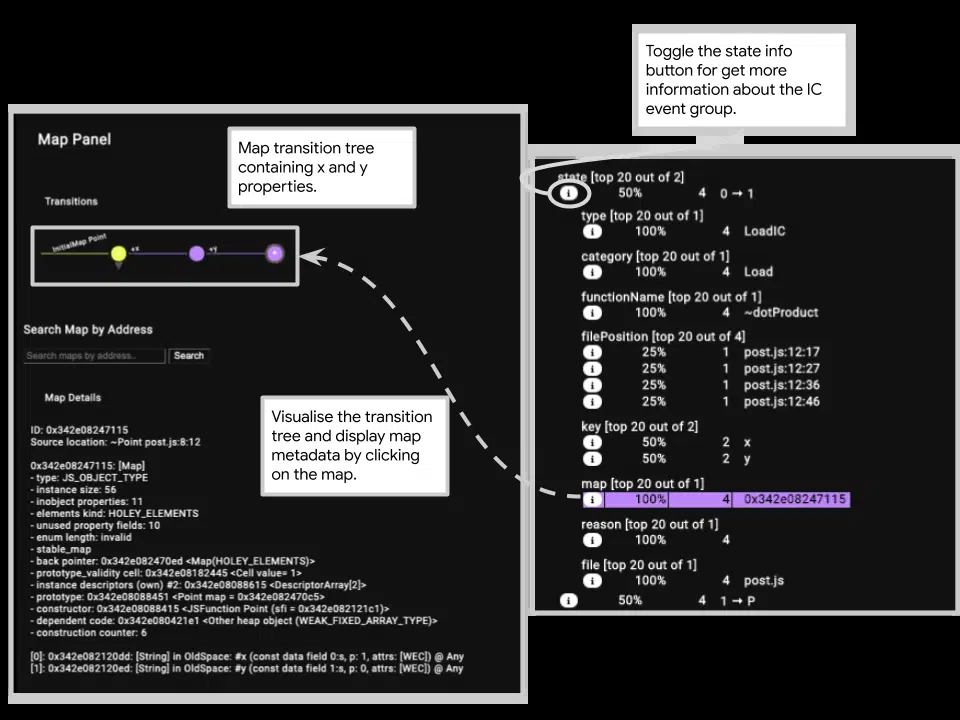 Toggle the state info
button for get more
information about the IC
event group.
Map Panel
Map transition tree
containing x and y
properties.
Transitions
InitialMap Point
+x
+y
Search Map by Address
Search maps by address..
Search
Map Details
Visualise the transition
tree and display map
metadata by clicking
on the map.
ID: 0x342e08247115
Source location: ~Point post.js:8:12
0x342e08247115: [Map]
- type: JS_OBJECT_TYPE
- instance size: 56
- inobject properties: 11
- elements kind: HOLEY_ELEMENTS
- unused property fields: 10
- enum length: invalid
- stable_map
- back pointer: 0x342e082470ed <Map(HOLEY_ELEMENTS)>
- prototype_validity cell: 0x342e08182445 <Cell value= 1>
- instance descriptors (own) #2: 0x342e08088615 <DescriptorArray[2]>
- prototype: 0x342e08088451 <Point map = 0x342e082470c5>
- constructor: 0x342e08088415 <JSFunction Point (sfi = 0x342e082121c1)>
- dependent code: 0x342e080421e1 <Other heap object (WEAK_FIXED_ARRAY_TYPE)>
- construction counter: 6
[0]: 0x342e082120dd: [String] in OldSpace: #x (const data field 0:s, p: 1, attrs: [WEC]) @ Any
[1]: 0x342e082120ed: [String] in OldSpace: #y (const data field 1:s, p: 0, attrs: [WEC]) @ Any
state [top 20 out of 2]
i 50% 4 0 → 1
type [top 20 out of 1]
i 100% 4 LoadIC
category [top 20 out of 1]
i 100% 4 Load
functionName [top 20 out of 1]
i 100% 4 ~dotProduct
filePosition [top 20 out of 4]
i 25% 1 post.js:12:17
i 25% 1 post.js:12:27
i 25% 1 post.js:12:36
i 25% 1 post.js:12:46
key [top 20 out of 2]
i 50% 2 x
i 50% 2 y
map [top 20 out of 1]
i 100% 4 0x342e08247115
reason [top 20 out of 1]
i 100% 4
file [top 20 out of 1]
i 100% 4 post.js
i 50% 4 1 → P